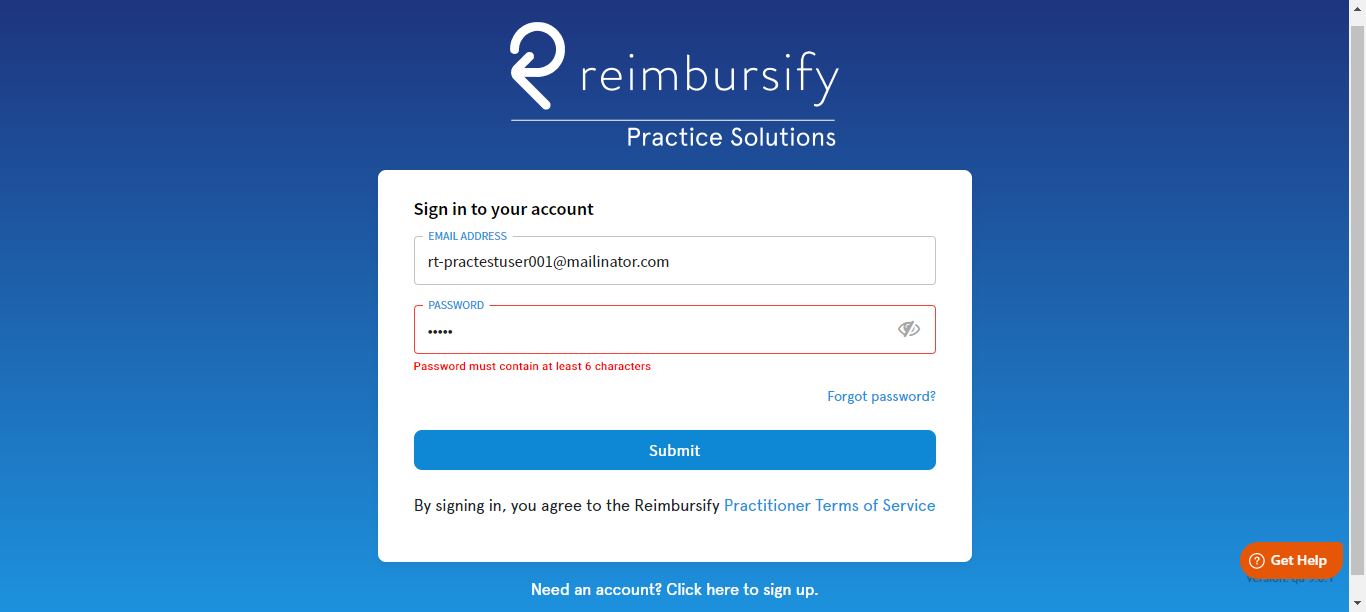 reimbursify
Practice Solutions
Sign in to your account
EMAIL ADDRESS
rt-practestuser001@mailinator.com
PASSWORD
•••••
Password must contain at least 6 characters
Forgot password?
Submit
By signing in, you agree to the Reimbursify Practitioner Terms of Service
Get Help
Need an account? Click here to sign up.